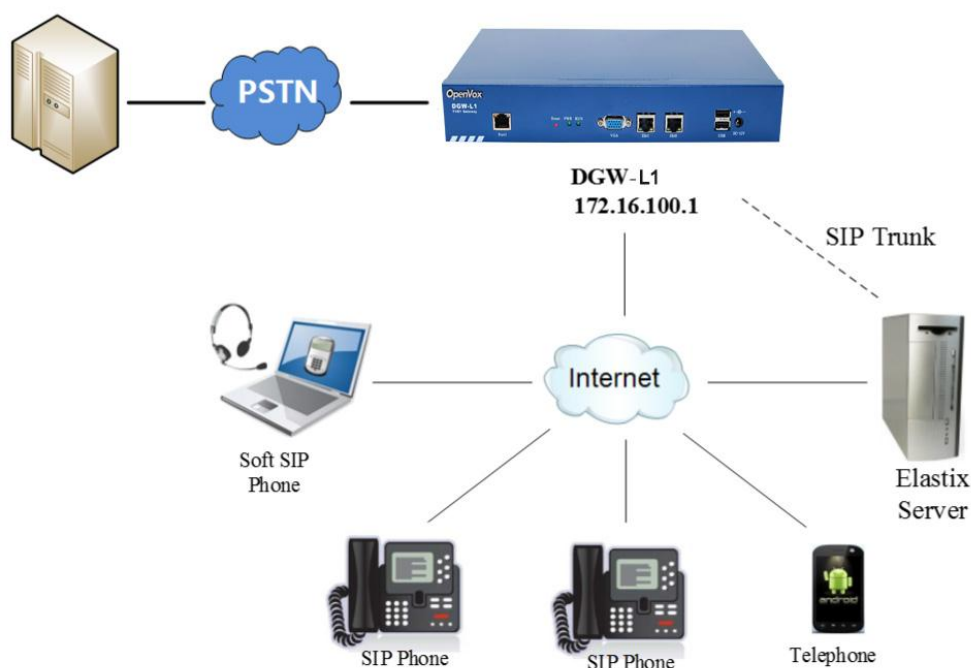 PSTN
OpenVox
DGW-L1
DGW-L1
172.16.100.1
SIP Trunk
Internet
Soft SIP
Phone
Elastix
Server
SIP Phone
SIP Phone
android
Telephone